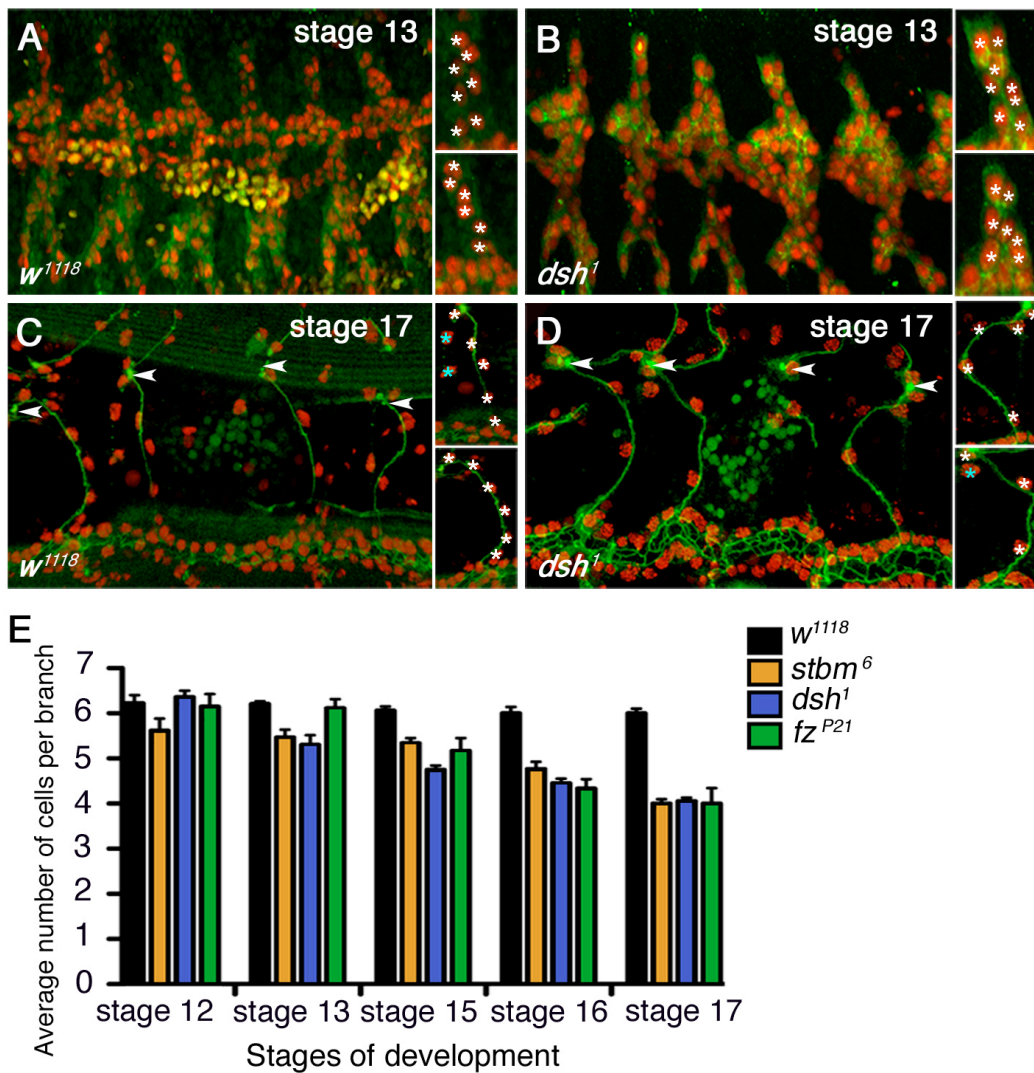 A stage 13
w1118
B stage 13
dsh1
C stage 17
w1118
D stage 17
dsh1
E
Average number of cells per branch
7
6
5
4
3
2
1
0
stage 12 stage 13 stage 15 stage 16 stage 17
Stages of development
w1118
stbm6
dsh1
fzP21